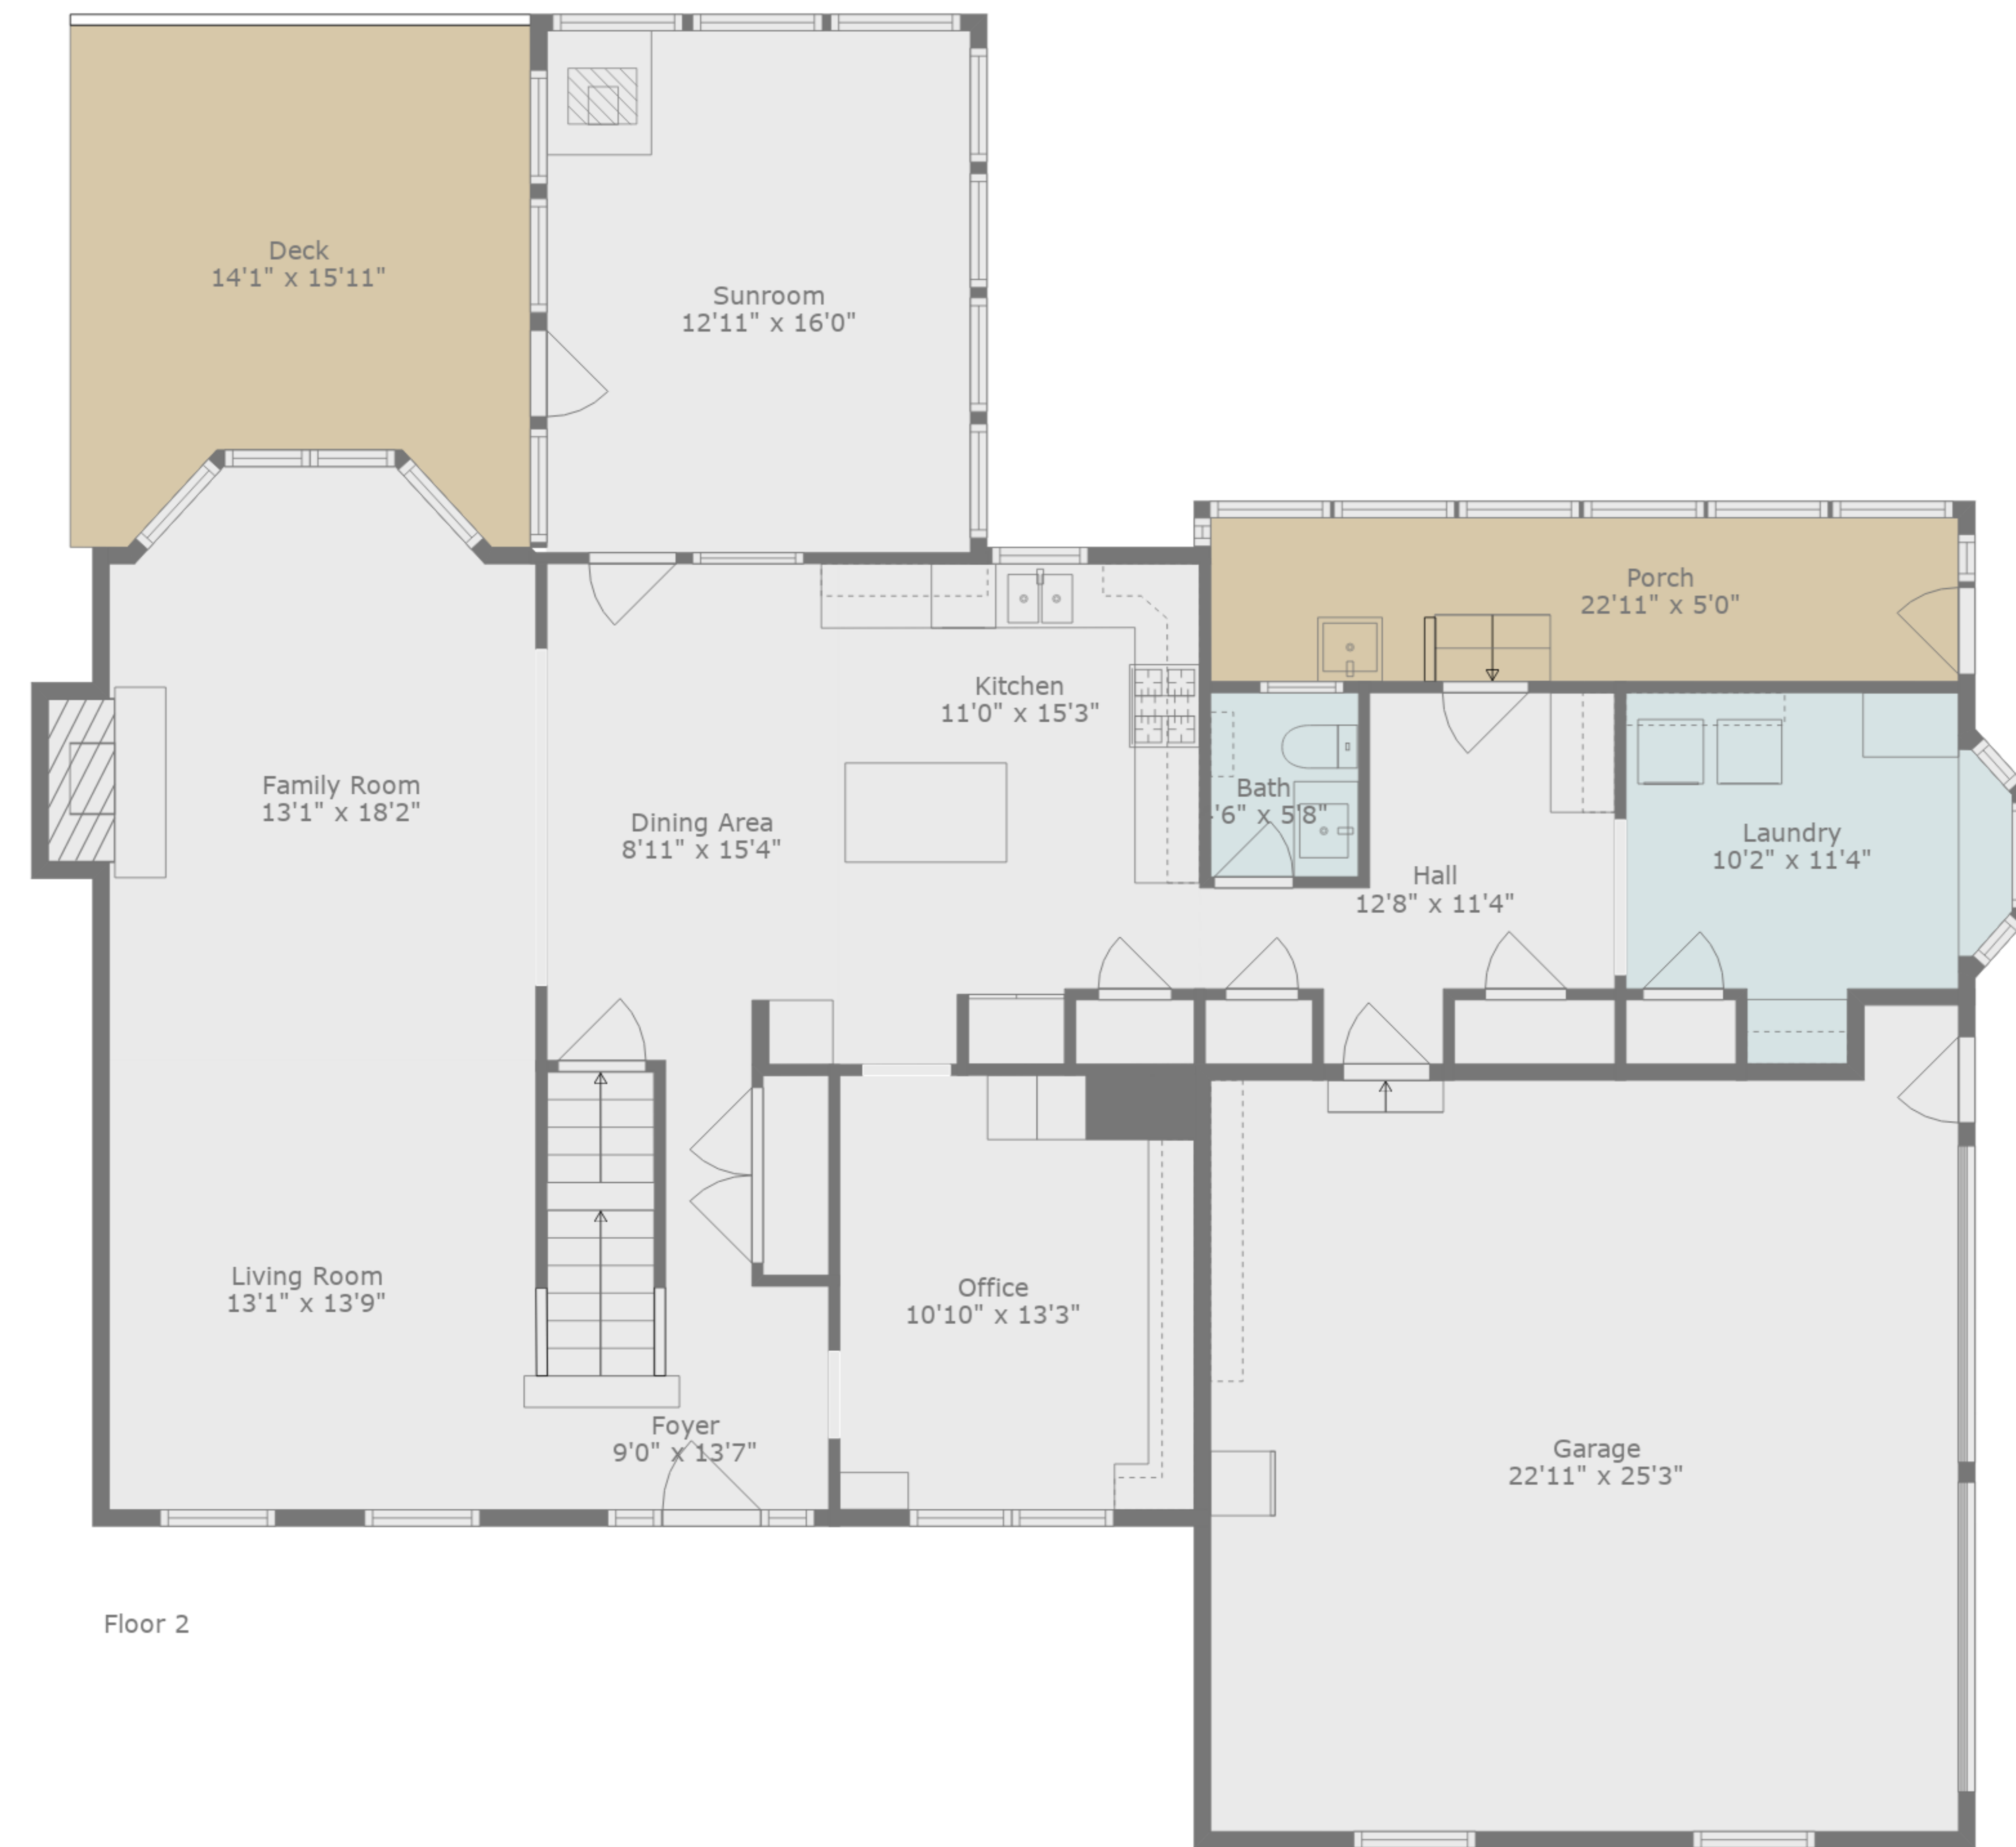 Deck
14'1" x 15'11"
Sunroom
12'11" x 16'0"
Porch
22'11" x 5'0"
Kitchen
11'0" x 15'3"
Family Room
13'1" x 18'2"
Dining Area
8'11" x 15'4"
Bath
'6" x 5'8"
Laundry
10'2" x 11'4"
Hall
12'8" x 11'4"
Living Room
13'1" x 13'9"
Office
10'10" x 13'3"
Foyer
9'0" x 13'7"
Garage
22'11" x 25'3"
Floor 2